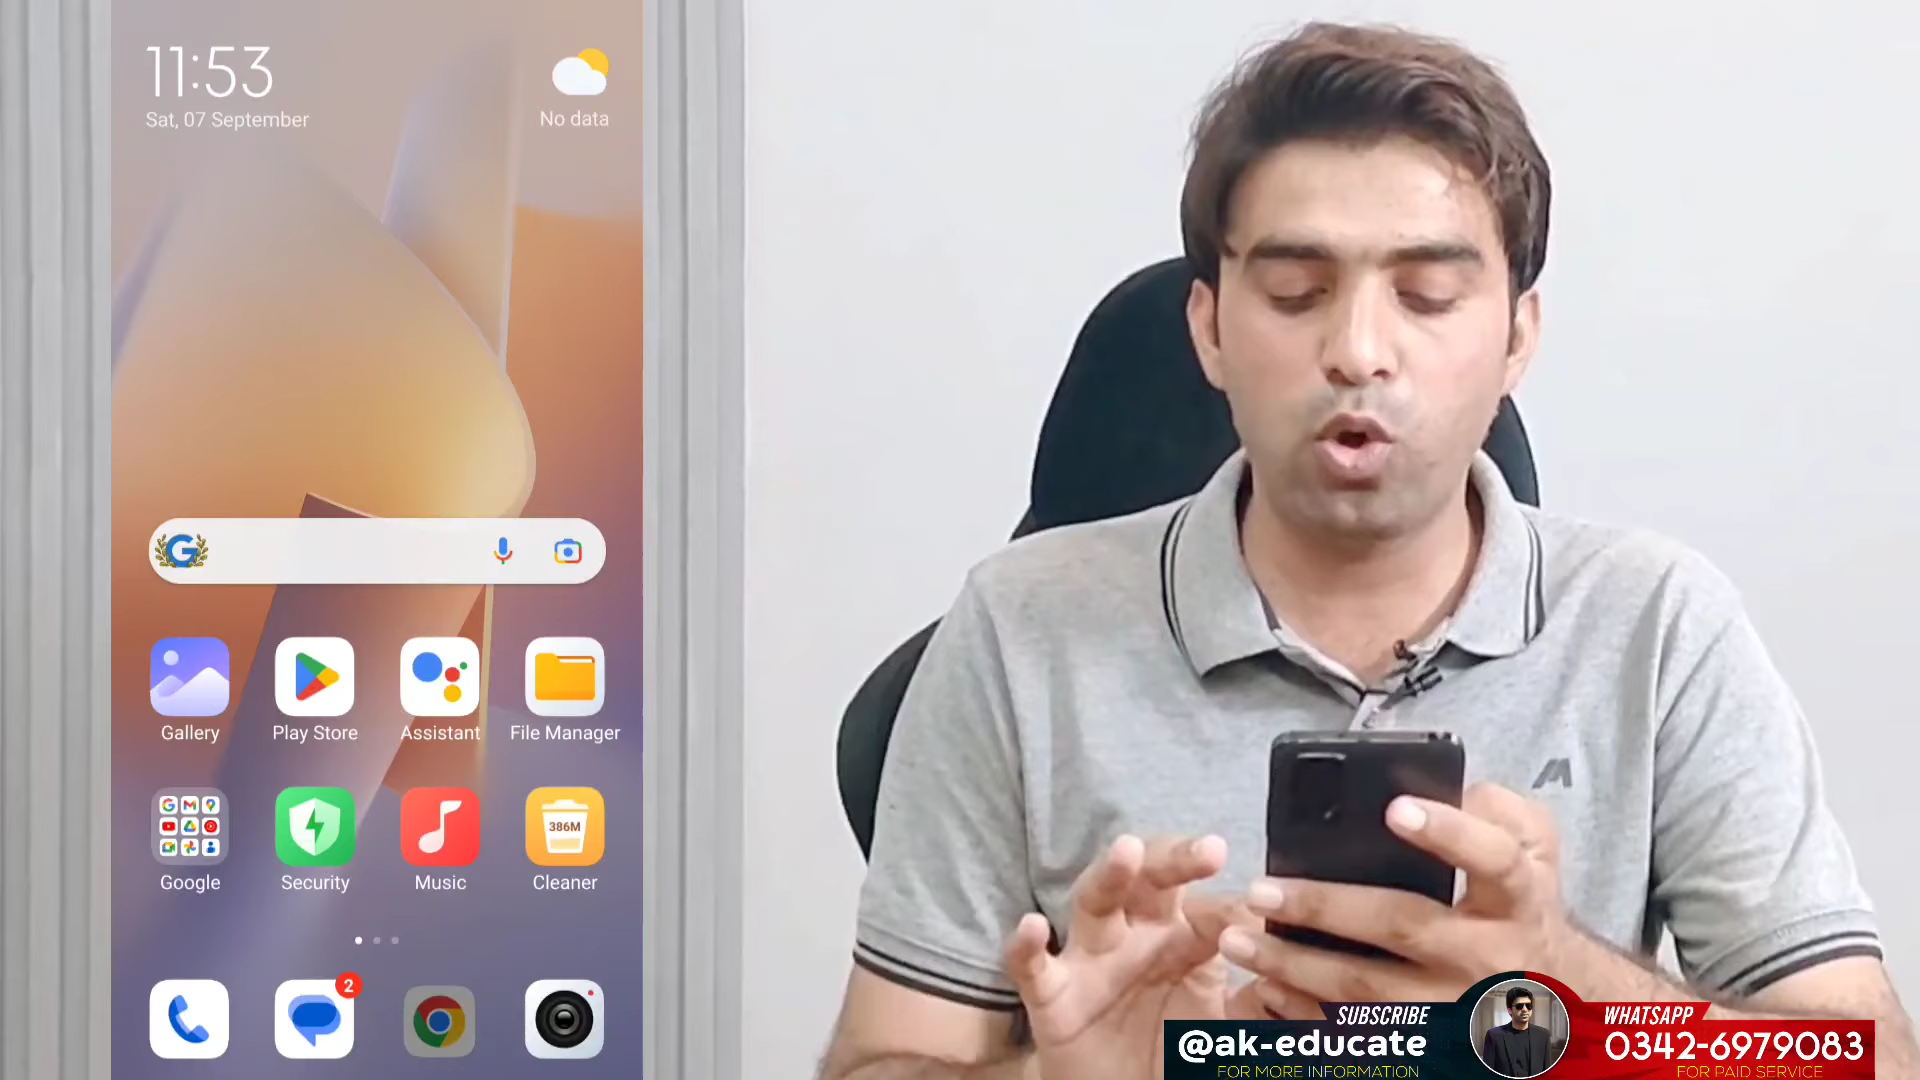 11:53
Sat, 07 September
No data
G
Gallery
Play Store
Assistant
File Manager
386M
Google
Security
Music
Cleaner
2
SUBSCRIBE
@ak-educate
FOR MORE INFORMATION
WHATSAPP
0342-6979083
FOR PAID SERVICE